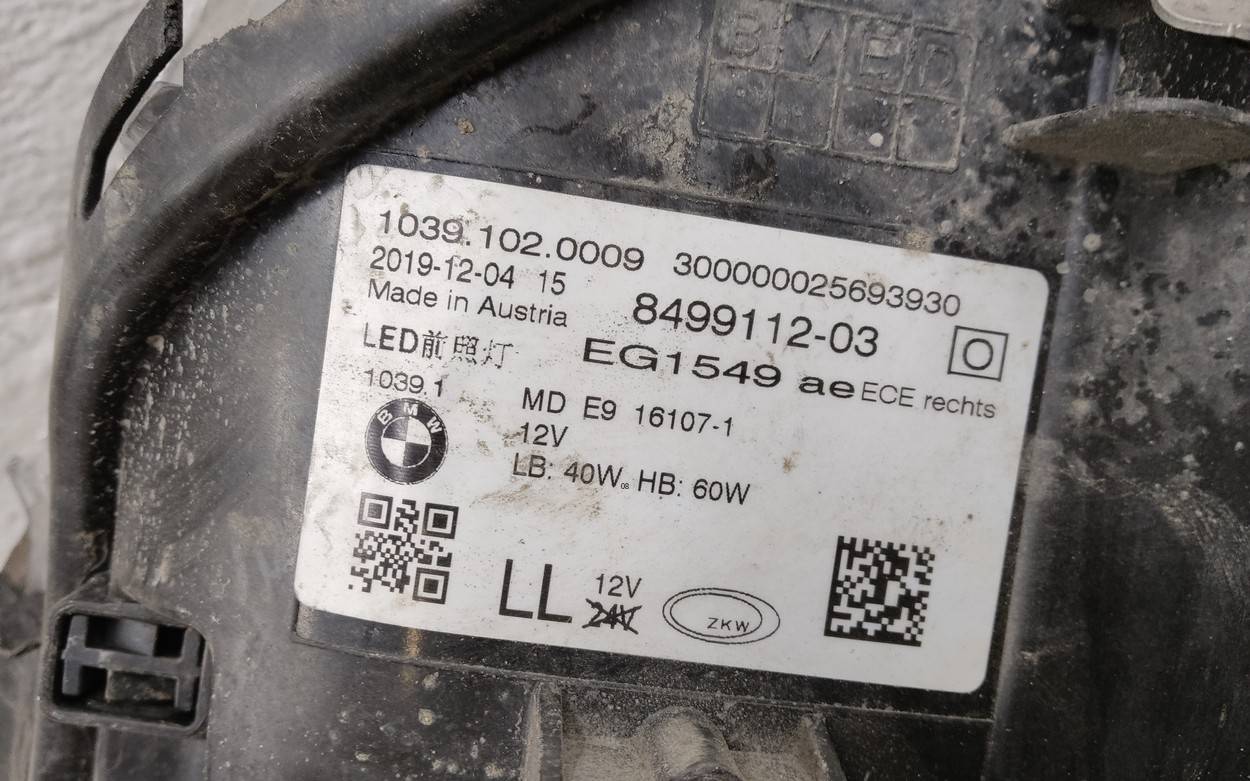 B V E D
1039.102.0009 300000025693930
2019-12-04 15
Made in Austria
8499112-03
LED前照灯
EG1549 ae ECE rechts
O
1039.1
MD E9 16107-1
BMW
12V
LB: 40W 08 HB: 60W
LL
12V
24V
ZKW